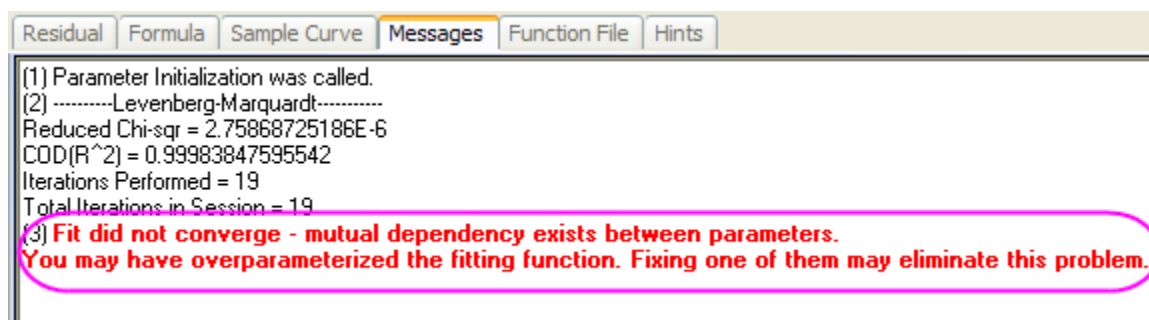 Residual Formula Sample Curve Messages Function File Hints
(1) Parameter Initialization was called.
(2) ----------Levenberg-Marquardt-----------
Reduced Chi-sqr = 2.75868725186E-6
COD(R^2) = 0.99983847595542
Iterations Performed = 19
Total Iterations in Session = 19
(3) Fit did not converge - mutual dependency exists between parameters.
You may have overparameterized the fitting function. Fixing one of them may eliminate this problem.